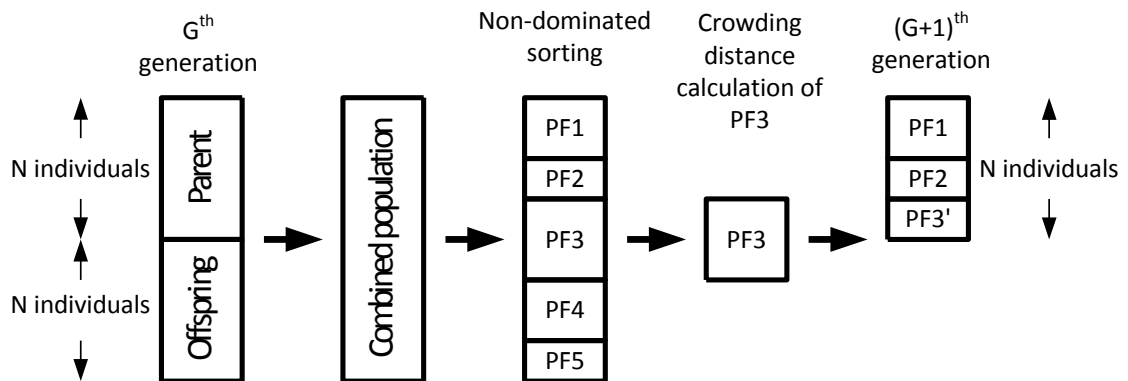 Gth
generation
Non-dominated
sorting
Crowding
distance
calculation of
PF3
(G+1)th
generation
N individuals
N individuals
Parent
Offspring
Combined population
PF1
PF2
PF3
PF4
PF5
PF3
PF1
PF2
PF3'
N individuals